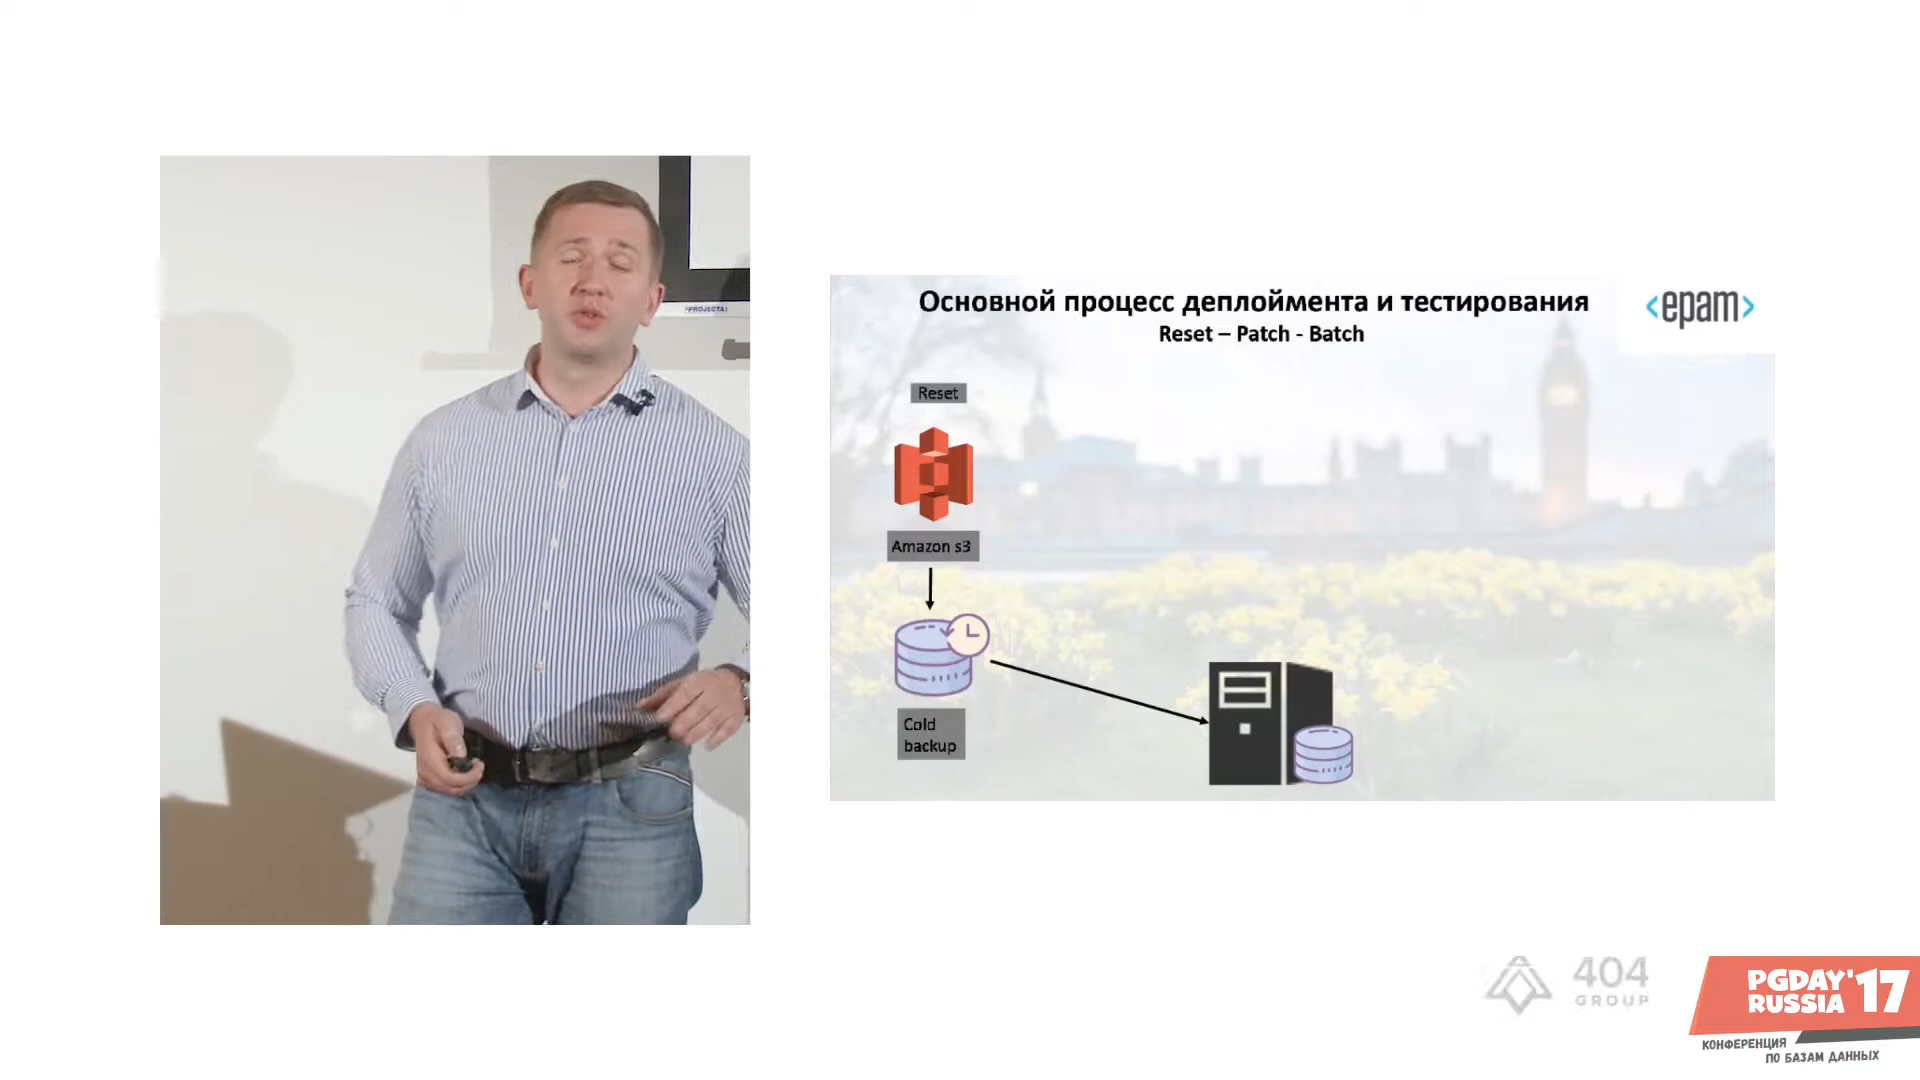 PROJECTA
Основной процесс деплоймента и тестирования
<epam>
Reset – Patch - Batch
Reset
Amazon s3
Cold
backup
404
GROUP
PGDAY'17
RUSSIA
КОНФЕРЕНЦИЯ
ПО БАЗАМ ДАННЫХ